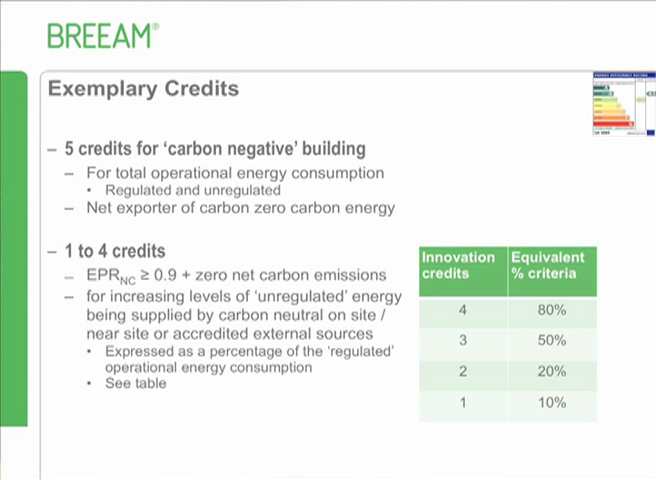 BREEAM®
Exemplary Credits
ENERGY EFFICIENCY RATING
– 5 credits for ‘carbon negative’ building
– For total operational energy consumption
• Regulated and unregulated
– Net exporter of carbon zero carbon energy
– 1 to 4 credits
– EPRNC ≥ 0.9 + zero net carbon emissions
– for increasing levels of ‘unregulated’ energy
being supplied by carbon neutral on site /
near site or accredited external sources
• Expressed as a percentage of the ‘regulated’
operational energy consumption
• See table
Innovation credits Equivalent % criteria
4 80%
3 50%
2 20%
1 10%